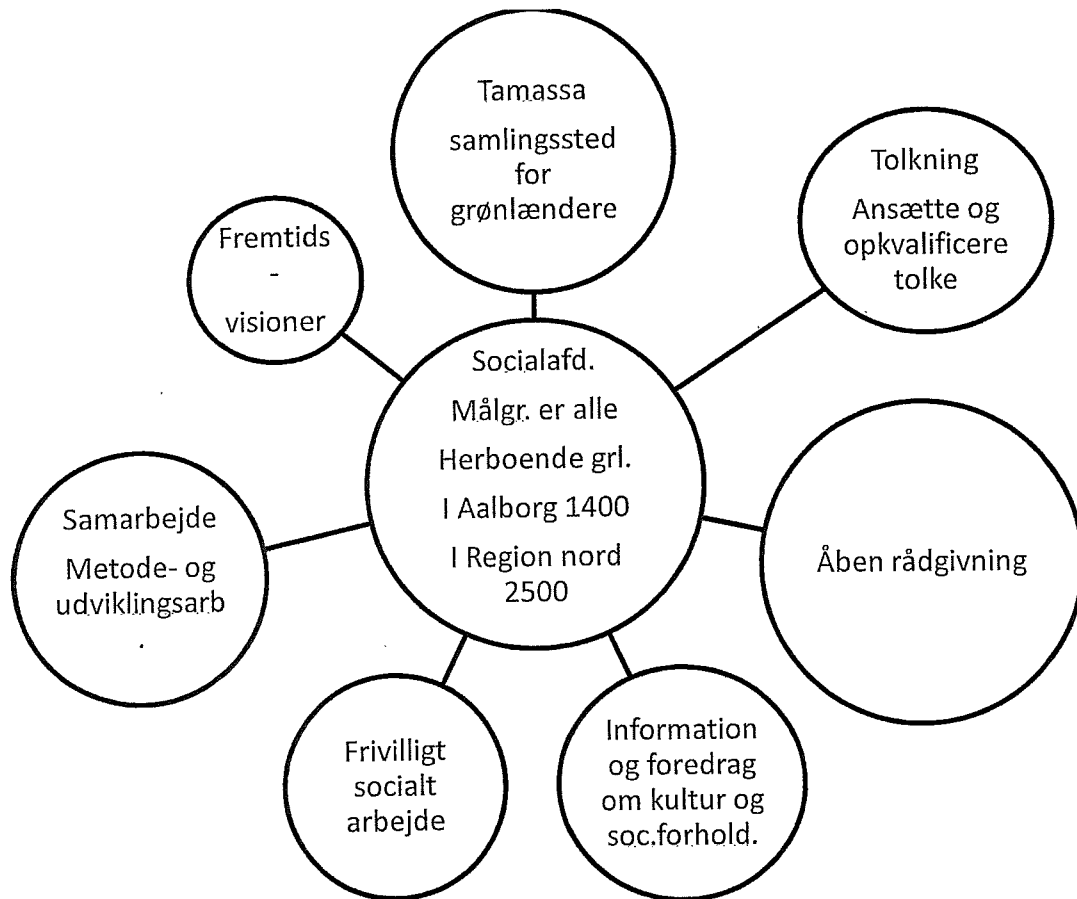 Tamassa
samlingssted
for
grønlændere
Tolkning
Ansætte og
opkvalificere
tolke
Fremtids
-
visioner
Socialafd.
Målgr. er alle
Herboende grl.
I Aalborg 1400
I Region nord
2500
Samarbejde
Metode- og
udviklingsarb
.
Åben rådgivning
Frivilligt
socialt
arbejde
Information
og foredrag
om kultur og
soc.forhold.